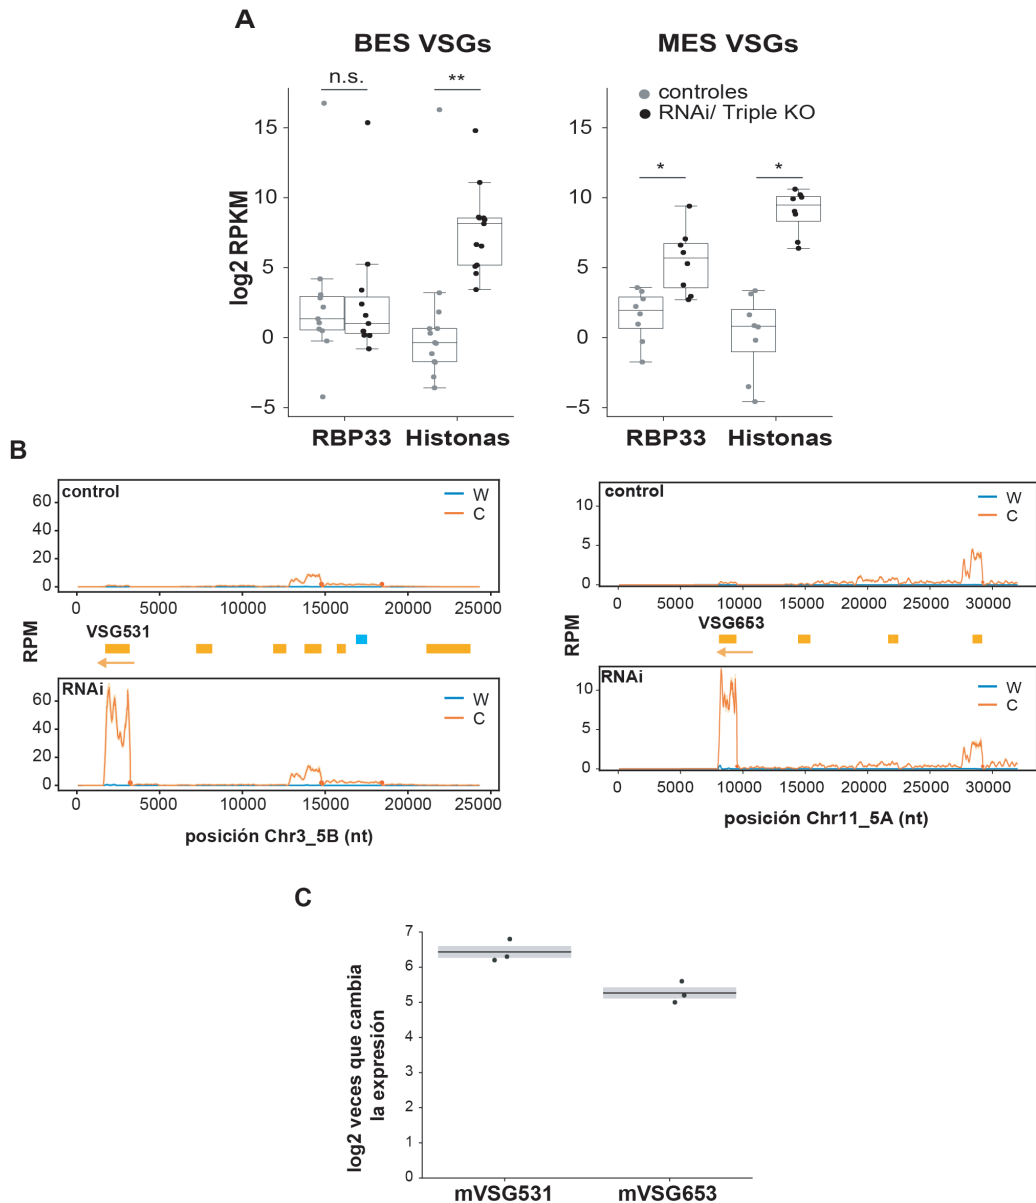 A
BES VSGs
MES VSGs
n.s.
**
controles
RNAi/ Triple KO
*
*
log2 RPKM
15
10
5
0
−5
15
10
5
0
−5
RBP33
Histonas
RBP33
Histonas
B
control
W
C
60
40
20
0
0
5000
10000
15000
20000
25000
control
W
C
10
5
0
0
5000
10000
15000
20000
25000
30000
RPM
VSG531
RPM
VSG653
RNAi
W
C
60
40
20
0
0
5000
10000
15000
20000
25000
posición Chr3_5B (nt)
RNAi
W
C
10
5
0
0
5000
10000
15000
20000
25000
30000
posición Chr11_5A (nt)
C
log2 veces que cambia
la expresión
7
6
5
4
3
2
1
0
mVSG531
mVSG653